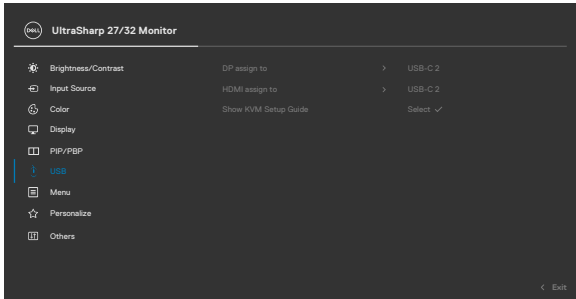 DELL UltraSharp 27/32 Monitor
Brightness/Contrast DP assign to > USB-C 2
Input Source HDMI assign to > USB-C 2
Color Show KVM Setup Guide Select ✓
Display
PIP/PBP
USB
Menu
Personalize
Others
< Exit